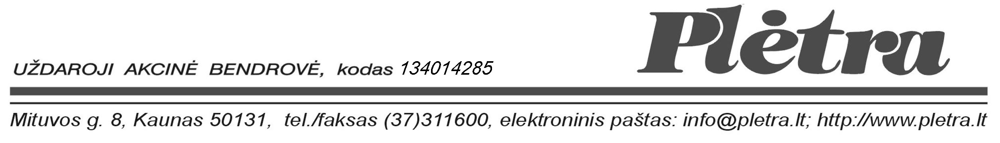 Plėtra
UŽDAROJI AKCINĖ BENDROVĖ, kodas 134014285
Mituvos g. 8, Kaunas 50131, tel./faksas (37)311600, elektroninis paštas: info@pletra.lt; http://www.pletra.lt